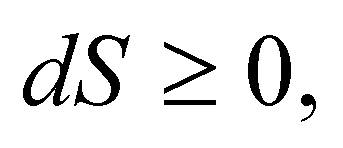 dS ≥ 0,